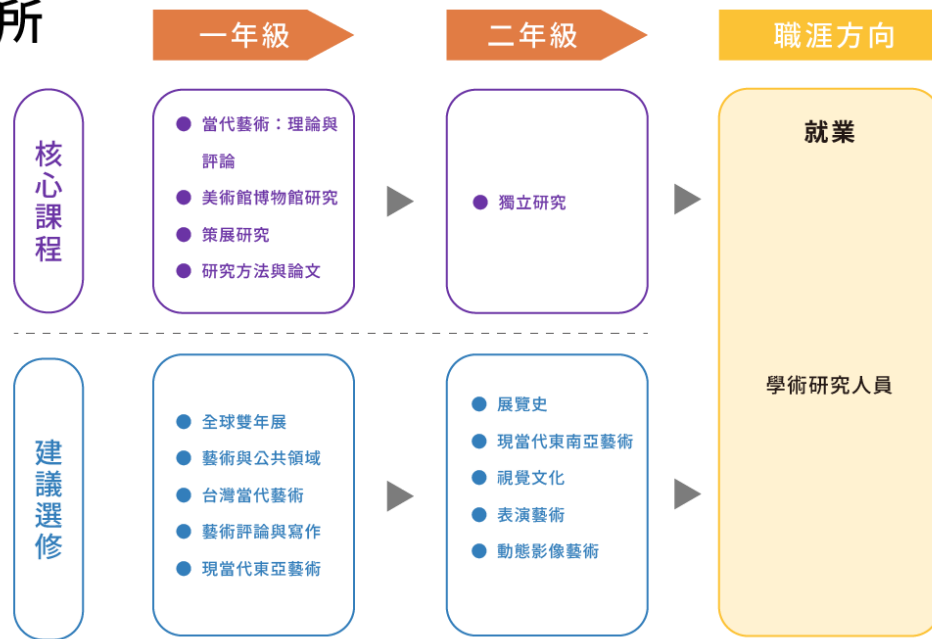 所
一年級
二年級
職涯方向
核心課程
當代藝術：理論與
評論
美術館博物館研究
策展研究
研究方法與論文
獨立研究
就業
學術研究人員
建議選修
全球雙年展
藝術與公共領域
台灣當代藝術
藝術評論與寫作
現當代東亞藝術
展覽史
現當代東南亞藝術
視覺文化
表演藝術
動態影像藝術